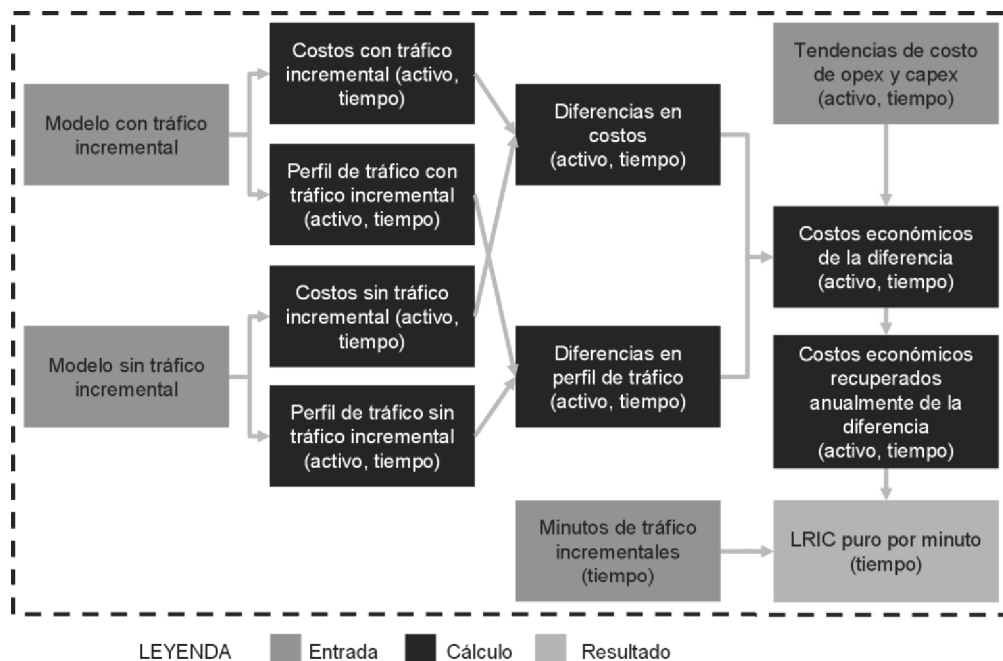 Modelo con tráfico
incremental
Modelo sin tráfico
incremental
Costos con tráfico
incremental (activo,
tiempo)
Perfil de tráfico con
tráfico incremental
(activo, tiempo)
Costos sin tráfico
incremental (activo,
tiempo)
Perfil de tráfico sin
tráfico incremental
(activo, tiempo)
Diferencias en
costos
(activo, tiempo)
Diferencias en
perfil de tráfico
(activo, tiempo)
Minutos de tráfico
incrementales
(tiempo)
Tendencias de costo
de opex y capex
(activo, tiempo)
Costos económicos
de la diferencia
(activo, tiempo)
Costos económicos
recuperados
anualmente de la
diferencia
(activo, tiempo)
LRIC puro por minuto
(tiempo)
LEYENDA
Entrada
Cálculo
Resultado